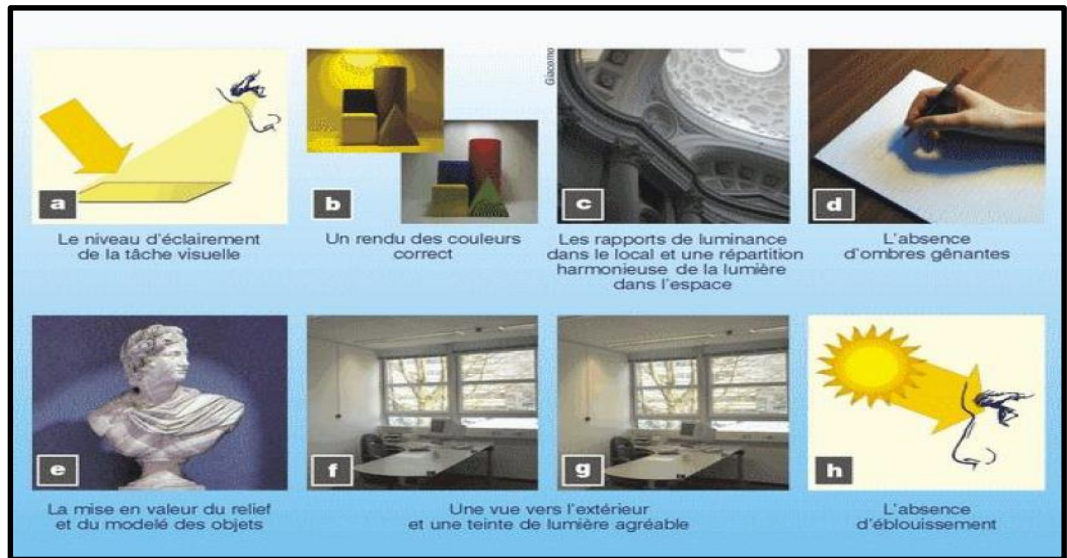 Giacomo
a
b
c
d
Le niveau d'éclairement
de la tâche visuelle
Un rendu des couleurs
correct
Les rapports de luminance
dans le local et une répartition
harmonieuse de la lumière
dans l'espace
L'absence
d'ombres gênantes
e
f
g
h
La mise en valeur du relief
et du modelé des objets
Une vue vers l'extérieur
et une teinte de lumière agréable
L'absence
d'éblouissement